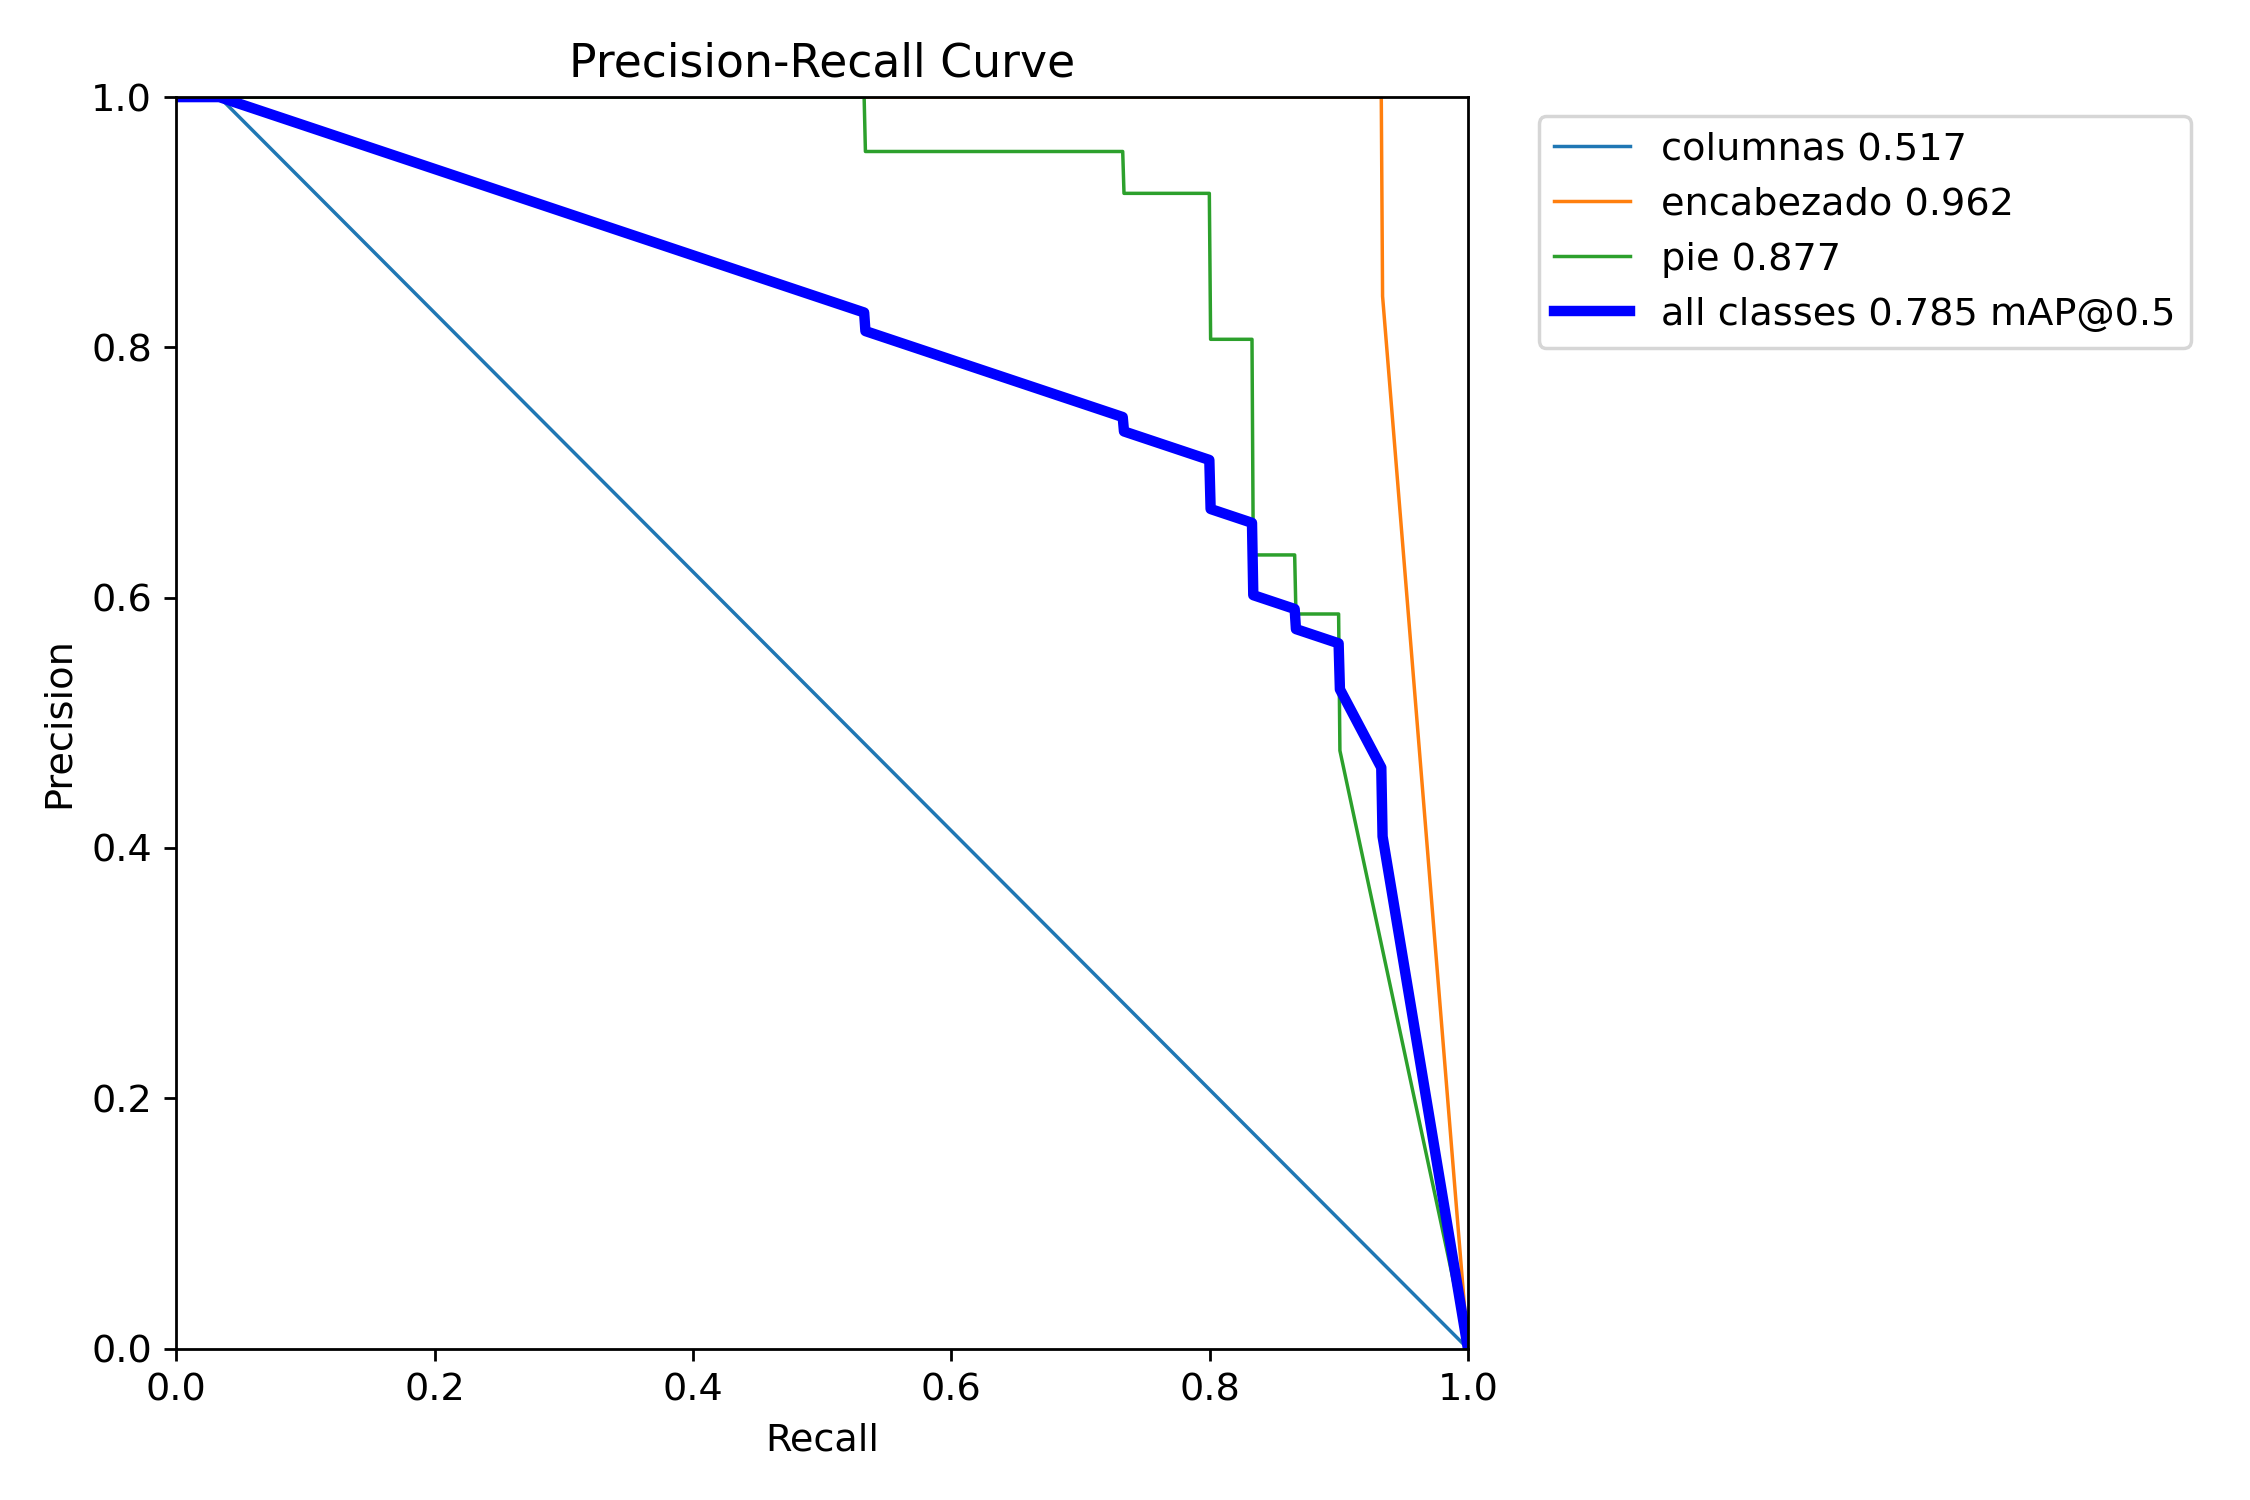 Precision-Recall Curve
1.0
0.8
0.6
0.4
0.2
0.0
Precision
0.0 0.2 0.4 0.6 0.8 1.0
Recall
columnas 0.517
encabezado 0.962
pie 0.877
all classes 0.785 mAP@0.5